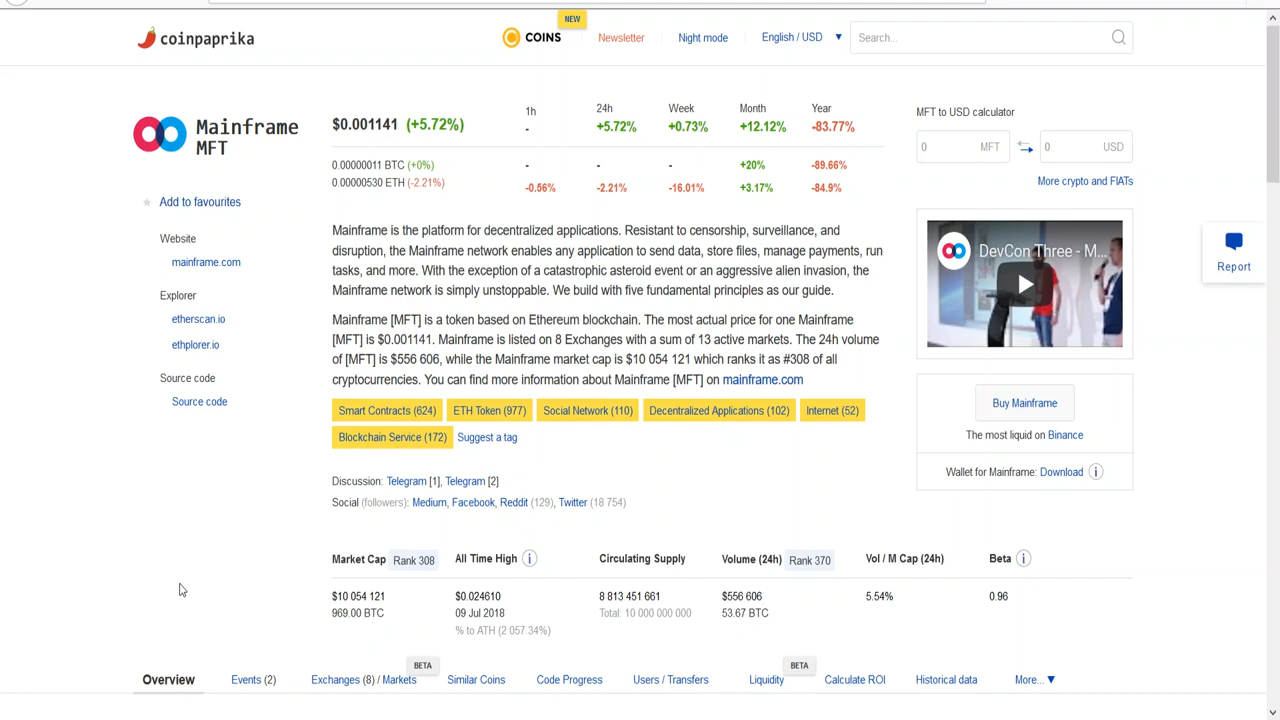 NEW
coinpaprika
COINS
Newsletter
Night mode
English / USD ▼
Search...
Mainframe
MFT
$0.001141 (+5.72%)
1h 24h Week Month Year
- +5.72% +0.73% +12.12% -83.77%
0.00000011 BTC (+0%) - - - +20% -89.66%
0.00000530 ETH (-2.21%) -0.56% -2.21% -16.01% +3.17% -84.9%
MFT to USD calculator
0 MFT 0 USD
More crypto and FIATs
Add to favourites
Website
mainframe.com
Explorer
etherscan.io
ethplorer.io
Source code
Source code
Mainframe is the platform for decentralized applications. Resistant to censorship, surveillance, and
disruption, the Mainframe network enables any application to send data, store files, manage payments, run
tasks, and more. With the exception of a catastrophic asteroid event or an aggressive alien invasion, the
Mainframe network is simply unstoppable. We build with five fundamental principles as our guide.
Mainframe [MFT] is a token based on Ethereum blockchain. The most actual price for one Mainframe
[MFT] is $0.001141. Mainframe is listed on 8 Exchanges with a sum of 13 active markets. The 24h volume
of [MFT] is $556 606, while the Mainframe market cap is $10 054 121 which ranks it as #308 of all
cryptocurrencies. You can find more information about Mainframe [MFT] on mainframe.com
Smart Contracts (624) ETH Token (977) Social Network (110) Decentralized Applications (102) Internet (52)
Blockchain Service (172) Suggest a tag
Discussion: Telegram [1], Telegram [2]
Social (followers): Medium, Facebook, Reddit (129), Twitter (18 754)
DevCon Three - M...
Report
Buy Mainframe
The most liquid on Binance
Wallet for Mainframe: Download i
Market Cap Rank 308 All Time High i Circulating Supply Volume (24h) Rank 370 Vol / M Cap (24h) Beta i
$10 054 121 $0.024610 8 813 451 661 $556 606 5.54% 0.96
969.00 BTC 09 Jul 2018 Total: 10 000 000 000 53.67 BTC
% to ATH (2 057.34%)
BETA BETA
Overview Events (2) Exchanges (8) / Markets Similar Coins Code Progress Users / Transfers Liquidity Calculate ROI Historical data More... ▼